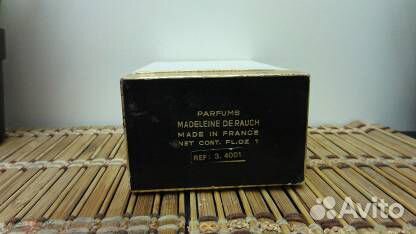 PARFUMS
MADELEINE DE RAUCH
MADE IN FRANCE
NET CONT. FL.OZ 1
REF: 3. 4001
Avito